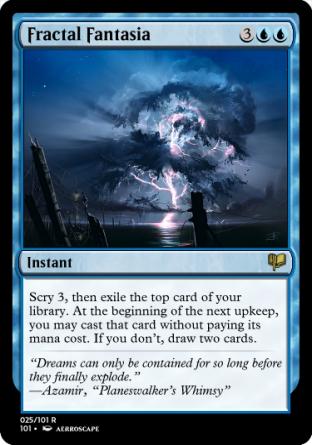 Fractal Fantasia 3
Instant
Scry 3, then exile the top card of your
library. At the beginning of the next upkeep,
you may cast that card without paying its
mana cost. If you don't, draw two cards.
"Dreams can only be contained for so long before
they finally explode."
—Azamir, "Planeswalker's Whimsy"
025/101 R
101 • AERROSCAPE